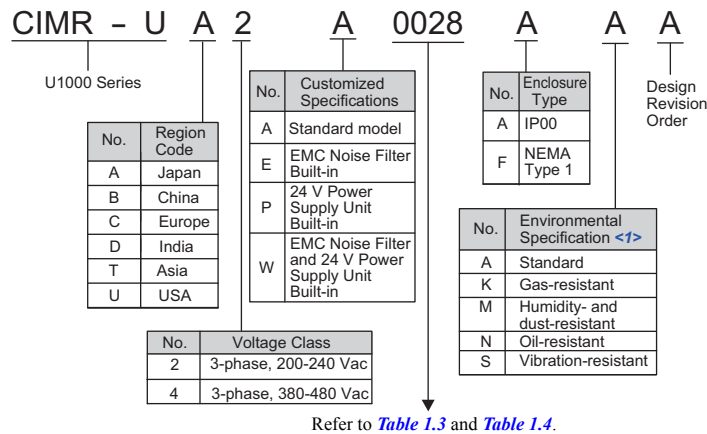 CIMR - U A 2 A 0028 A A A
U1000 Series
No. Region Code
A Japan
B China
C Europe
D India
T Asia
U USA
No. Customized Specifications
A Standard model
E EMC Noise Filter Built-in
P 24 V Power Supply Unit Built-in
W EMC Noise Filter and 24 V Power Supply Unit Built-in
No. Enclosure Type
A IP00
F NEMA Type 1
Design
Revision
Order
No. Environmental Specification <1>
A Standard
K Gas-resistant
M Humidity- and dust-resistant
N Oil-resistant
S Vibration-resistant
No. Voltage Class
2 3-phase, 200-240 Vac
4 3-phase, 380-480 Vac
Refer to Table 1.3 and Table 1.4.